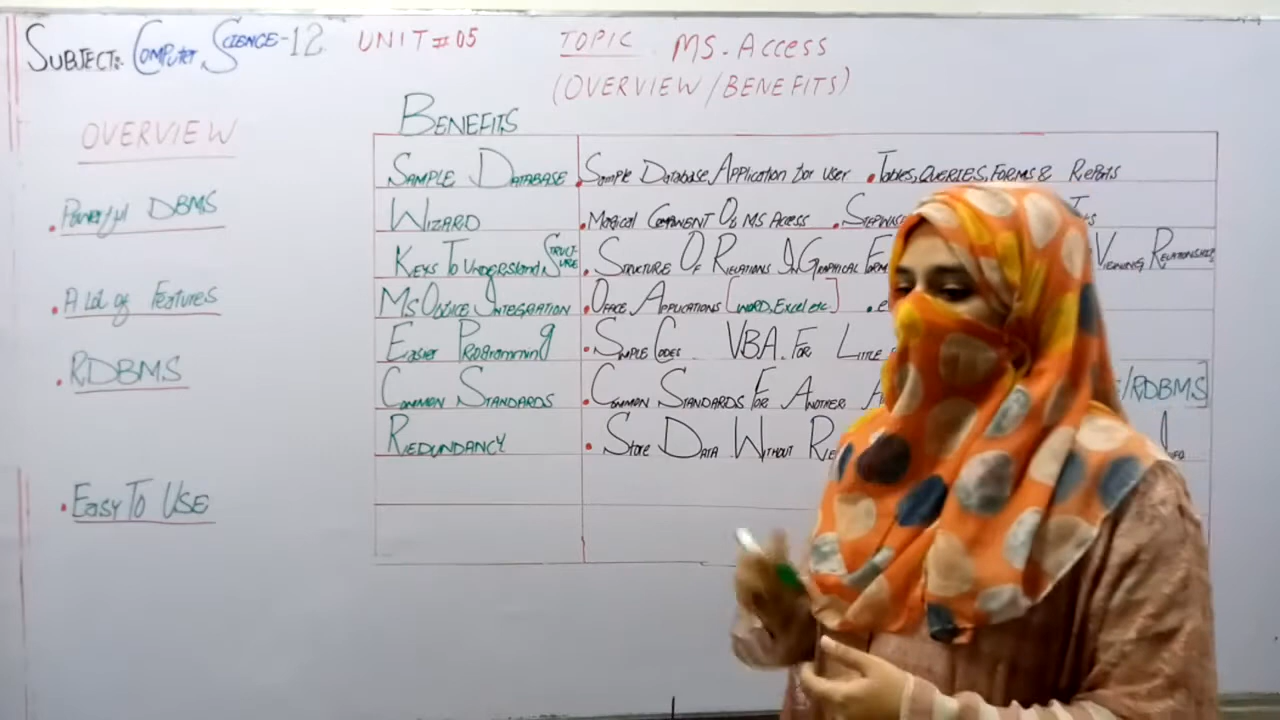 SUBJECT: COMPUTER SCIENCE-12 UNIT # 05 TOPIC MS. ACCESS
(OVERVIEW/BENEFITS)
OVERVIEW
• Powerful DBMS
• A Lot of Features
• RDBMS
• Easy To Use
BENEFITS
SAMPLE DATABASE • Sample Database Application for user • Tables, QUERIES, FORMS & Reports
WIZARD • Magical Component Of MS Access
Keys To Understand Structure • Structure Of Relations In Graphical Form Viewing Relationship
Ms Office Integration • Office Applications [WORD, Excel etc.]
Easier Programming • Simple Codes VBA For Little
Common Standards • Common Standards For Another /RDBMS]
Redundancy • Store Data Without